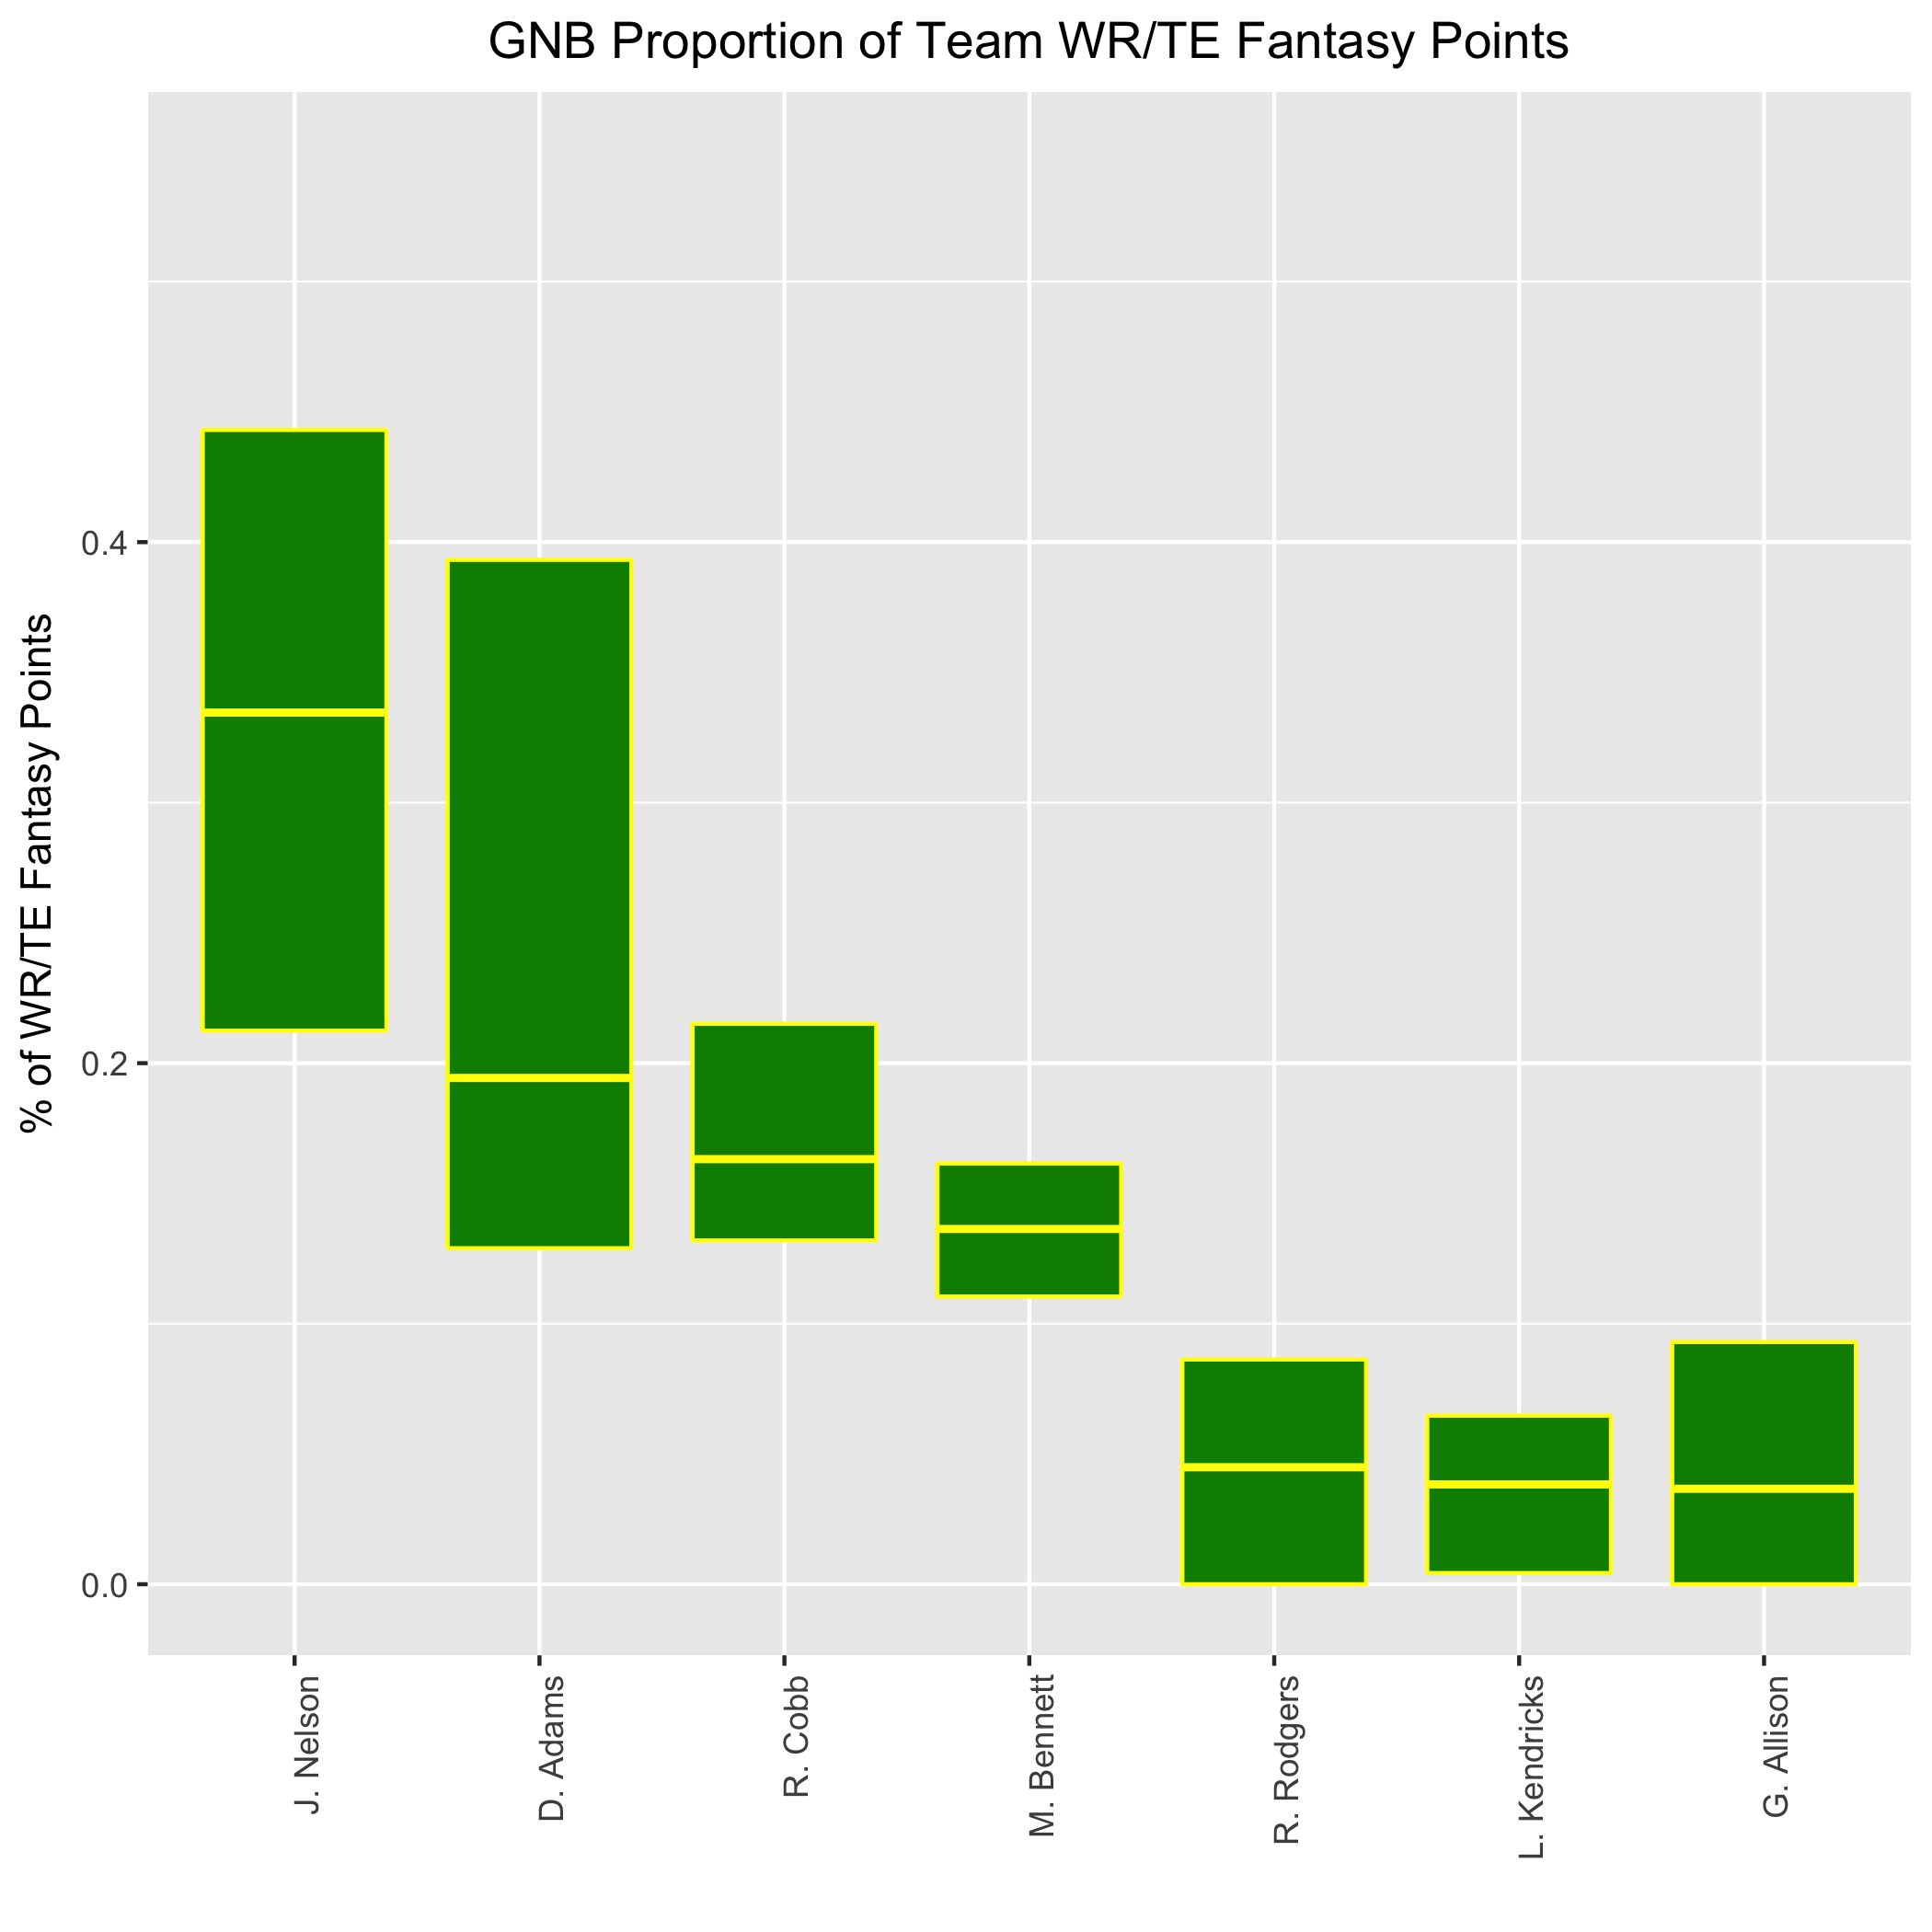 GNB Proportion of Team WR/TE Fantasy Points
% of WR/TE Fantasy Points
0.4
0.2
0.0
J. Nelson
D. Adams
R. Cobb
M. Bennett
R. Rodgers
L. Kendricks
G. Allison